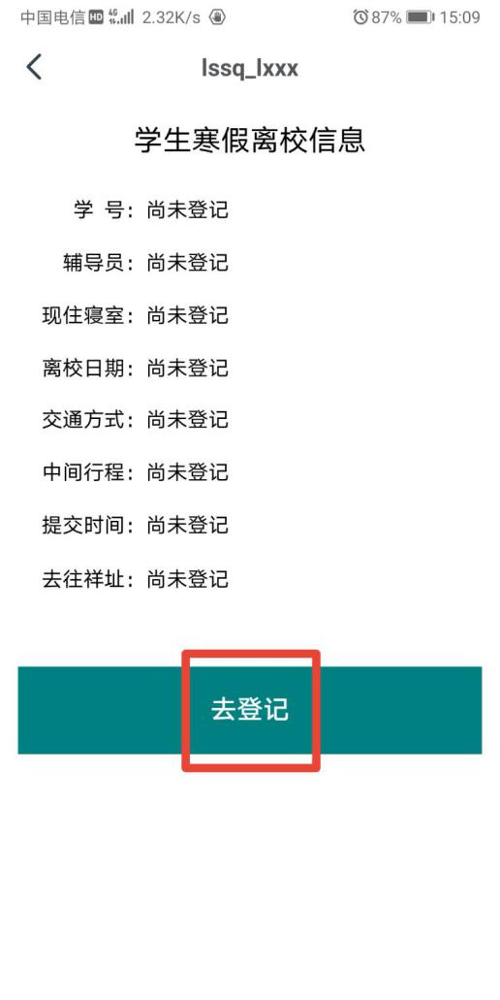 中国电信 HD 4G 2.32K/s 87% 15:09
lssq_lxxx
学生寒假离校信息
学 号：尚未登记
辅导员：尚未登记
现住寝室：尚未登记
离校日期：尚未登记
交通方式：尚未登记
中间行程：尚未登记
提交时间：尚未登记
去往祥址：尚未登记
去登记